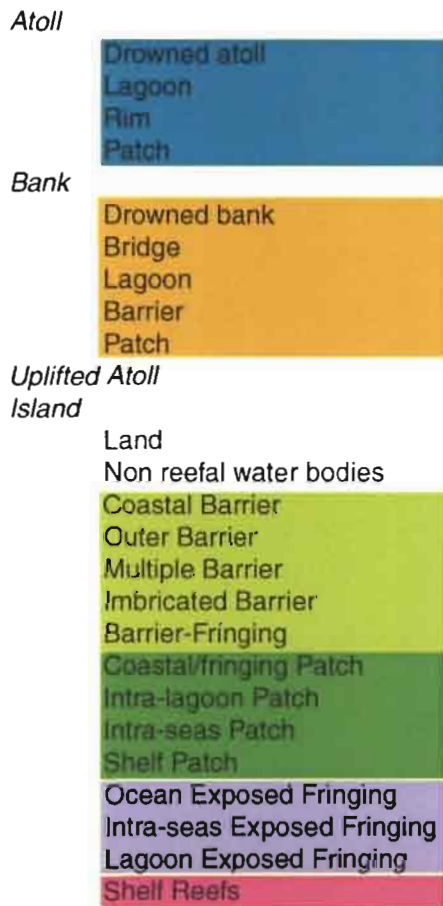 Atoll
Drowned atoll
Lagoon
Rim
Patch
Bank
Drowned bank
Bridge
Lagoon
Barrier
Patch
Uplifted Atoll
Island
Land
Non reefal water bodies
Coastal Barrier
Outer Barrier
Multiple Barrier
Imbricated Barrier
Barrier-Fringing
Coastal/fringing Patch
Intra-lagoon Patch
Intra-seas Patch
Shelf Patch
Ocean Exposed Fringing
Intra-seas Exposed Fringing
Lagoon Exposed Fringing
Shelf Reefs